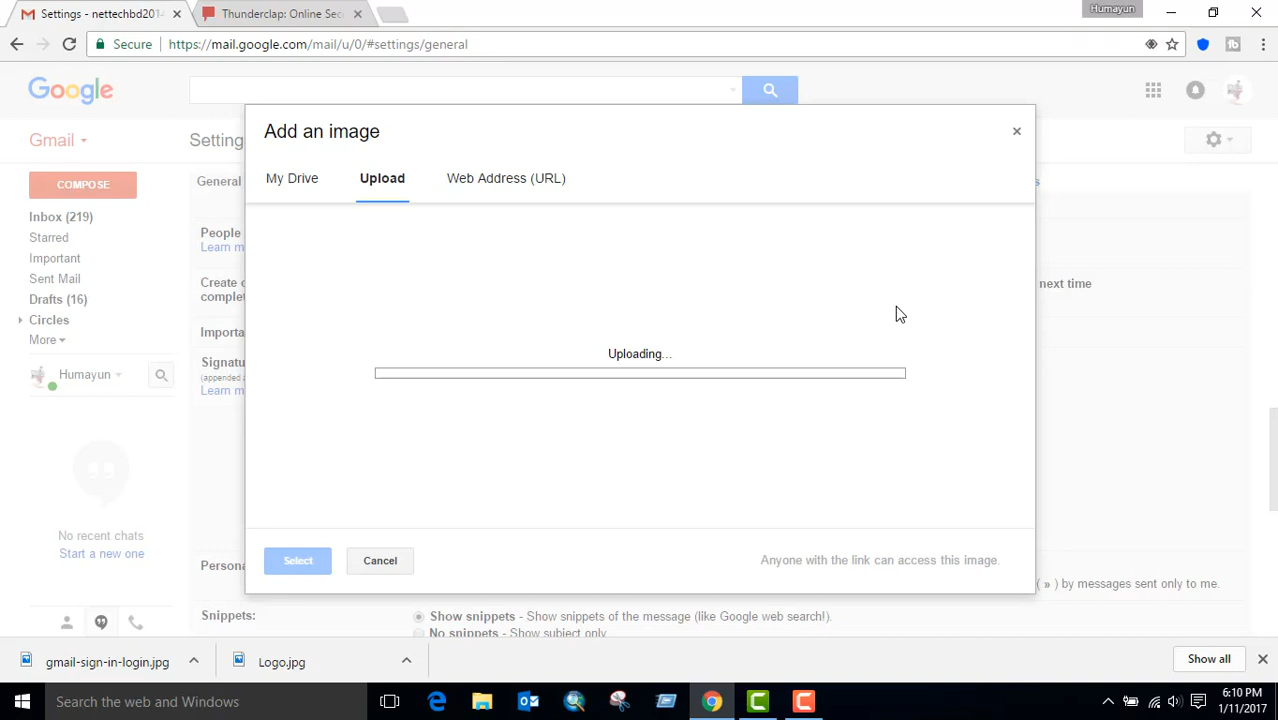 Settings - nettechbd201
Thunderclap: Online Sec
Humayun
Secure
https://mail.google.com/mail/u/0/#settings/general
Google
Gmail
Setting
COMPOSE
Inbox (219)
Starred
Important
Sent Mail
Drafts (16)
Circles
More
Humayun
No recent chats
Start a new one
General
People
Learn m
Create c
complet
Importa
Signatur
(appended a
Learn m
Persona
Snippets:
next time
( » ) by messages sent only to me.
Show snippets - Show snippets of the message (like Google web search!).
No snippets - Show subject only
Add an image
×
My Drive
Upload
Web Address (URL)
Uploading...
Select
Cancel
Anyone with the link can access this image.
gmail-sign-in-login.jpg
Logo.jpg
Show all
Search the web and Windows
6:10 PM
1/11/2017